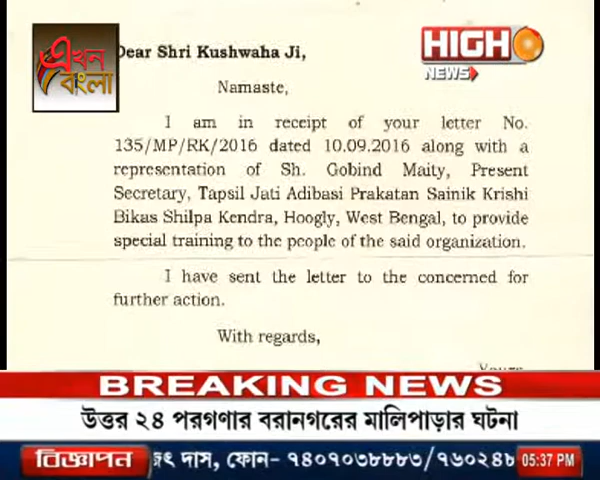 এখন
বাংলা
HIGH
NEWS
Dear Shri Kushwaha Ji,
Namaste,
I am in receipt of your letter No.
135/MP/RK/2016 dated 10.09.2016 along with a
representation of Sh. Gobind Maity, Present
Secretary, Tapsil Jati Adibasi Prakatan Sainik Krishi
Bikas Shilpa Kendra, Hoogly, West Bengal, to provide
special training to the people of the said organization.
I have sent the letter to the concerned for
further action.
With regards,
BREAKING NEWS
উত্তর ২৪ পরগণার বরানগরের মালিপাড়ার ঘটনা
বিজ্ঞাপন
দাস, ফোন- ৭৪০৭০৩৮৮৮৩/৭৬০২৪৮
05:37 PM